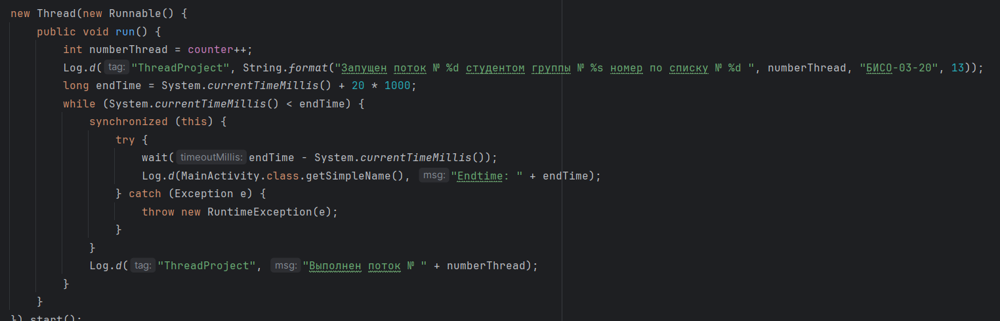 new Thread(new Runnable() {
    public void run() {
        int numberThread = counter++;
        Log.d( tag: "ThreadProject", String.format("Запущен поток № %d студентом группы № %s номер по списку № %d ", numberThread, "БИСО-03-20", 13));
        long endTime = System.currentTimeMillis() + 20 * 1000;
        while (System.currentTimeMillis() < endTime) {
            synchronized (this) {
                try {
                    wait( timeoutMillis: endTime - System.currentTimeMillis());
                    Log.d(MainActivity.class.getSimpleName(), msg: "Endtime: " + endTime);
                } catch (Exception e) {
                    throw new RuntimeException(e);
                }
            }
            Log.d( tag: "ThreadProject", msg: "Выполнен поток № " + numberThread);
        }
    }
}).start();